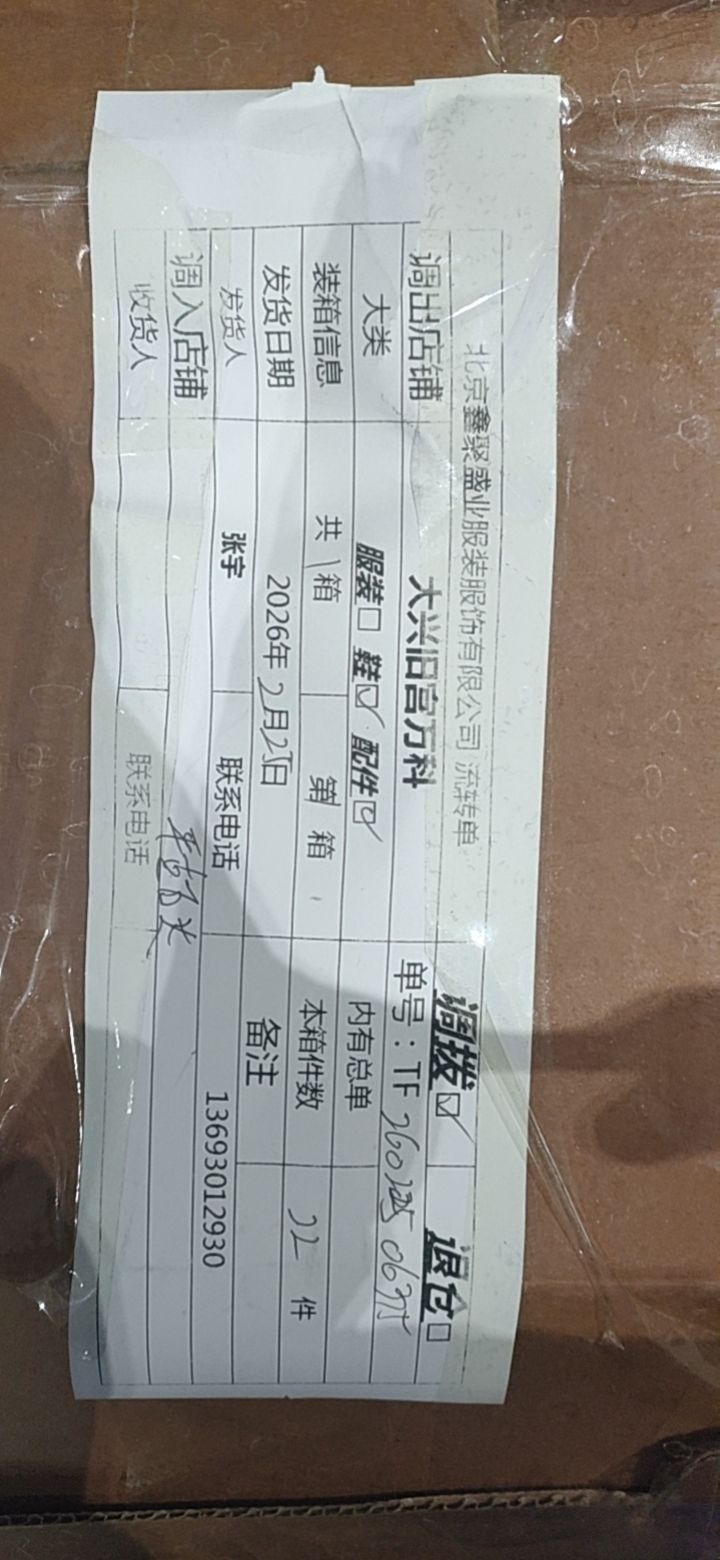 北京鑫聚盛业服装服饰有限公司 流转单 调拨☑ 退仓□
调出店铺 大兴旧宫万科 单号：TF
大类 服装□ 鞋☑ 配件☑ 内有总单
装箱信息 共1箱 第 箱 本箱件数 22 件
发货日期 2026年2月25日 备注
发货人 张宇 联系电话 13693012930
调入店铺
收货人 联系电话